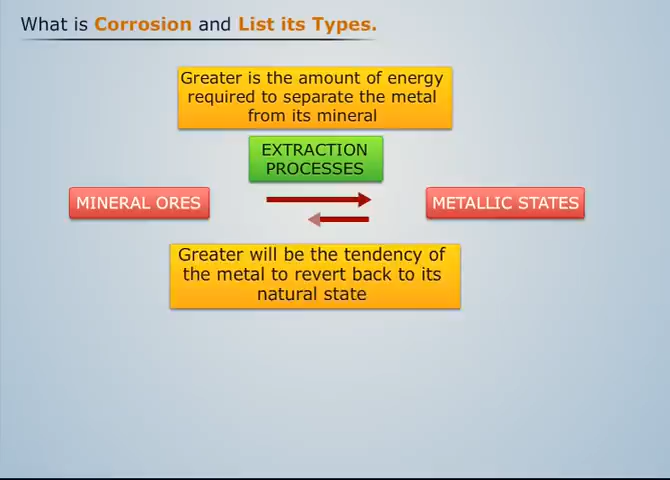 What is Corrosion and List its Types.
Greater is the amount of energy
required to separate the metal
from its mineral
EXTRACTION
PROCESSES
MINERAL ORES
METALLIC STATES
Greater will be the tendency of
the metal to revert back to its
natural state